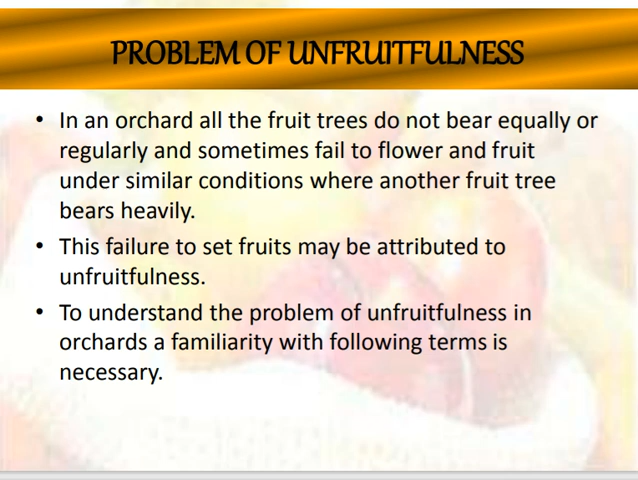 PROBLEM OF UNFRUITFULNESS
• In an orchard all the fruit trees do not bear equally or
regularly and sometimes fail to flower and fruit
under similar conditions where another fruit tree
bears heavily.
• This failure to set fruits may be attributed to
unfruitfulness.
• To understand the problem of unfruitfulness in
orchards a familiarity with following terms is
necessary.